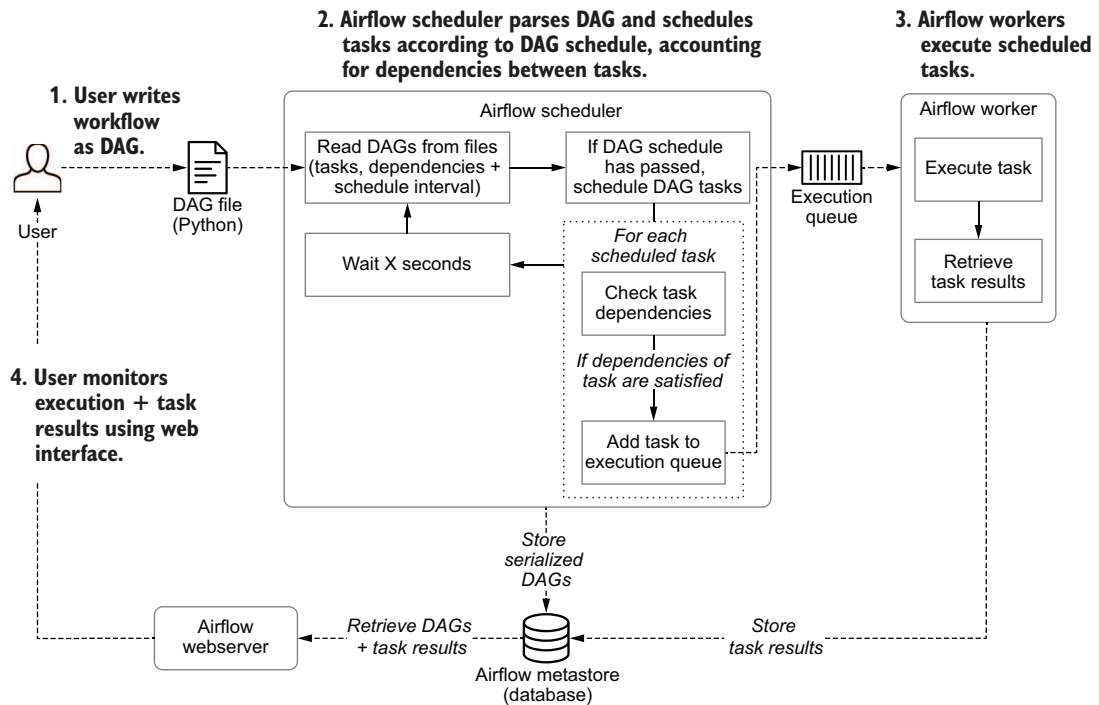 2. Airflow scheduler parses DAG and schedules
tasks according to DAG schedule, accounting
for dependencies between tasks.
3. Airflow workers
execute scheduled
tasks.
1. User writes
workflow
as DAG.
User
DAG file
(Python)
Airflow scheduler
Read DAGs from files
(tasks, dependencies +
schedule interval)
If DAG schedule
has passed,
schedule DAG tasks
Wait X seconds
For each
scheduled task
Check task
dependencies
If dependencies of
task are satisfied
Add task to
execution queue
Execution
queue
Airflow worker
Execute task
Retrieve
task results
4. User monitors
execution + task
results using web
interface.
Store
serialized
DAGs
Airflow
webserver
Retrieve DAGs
+ task results
Airflow metastore
(database)
Store
task results